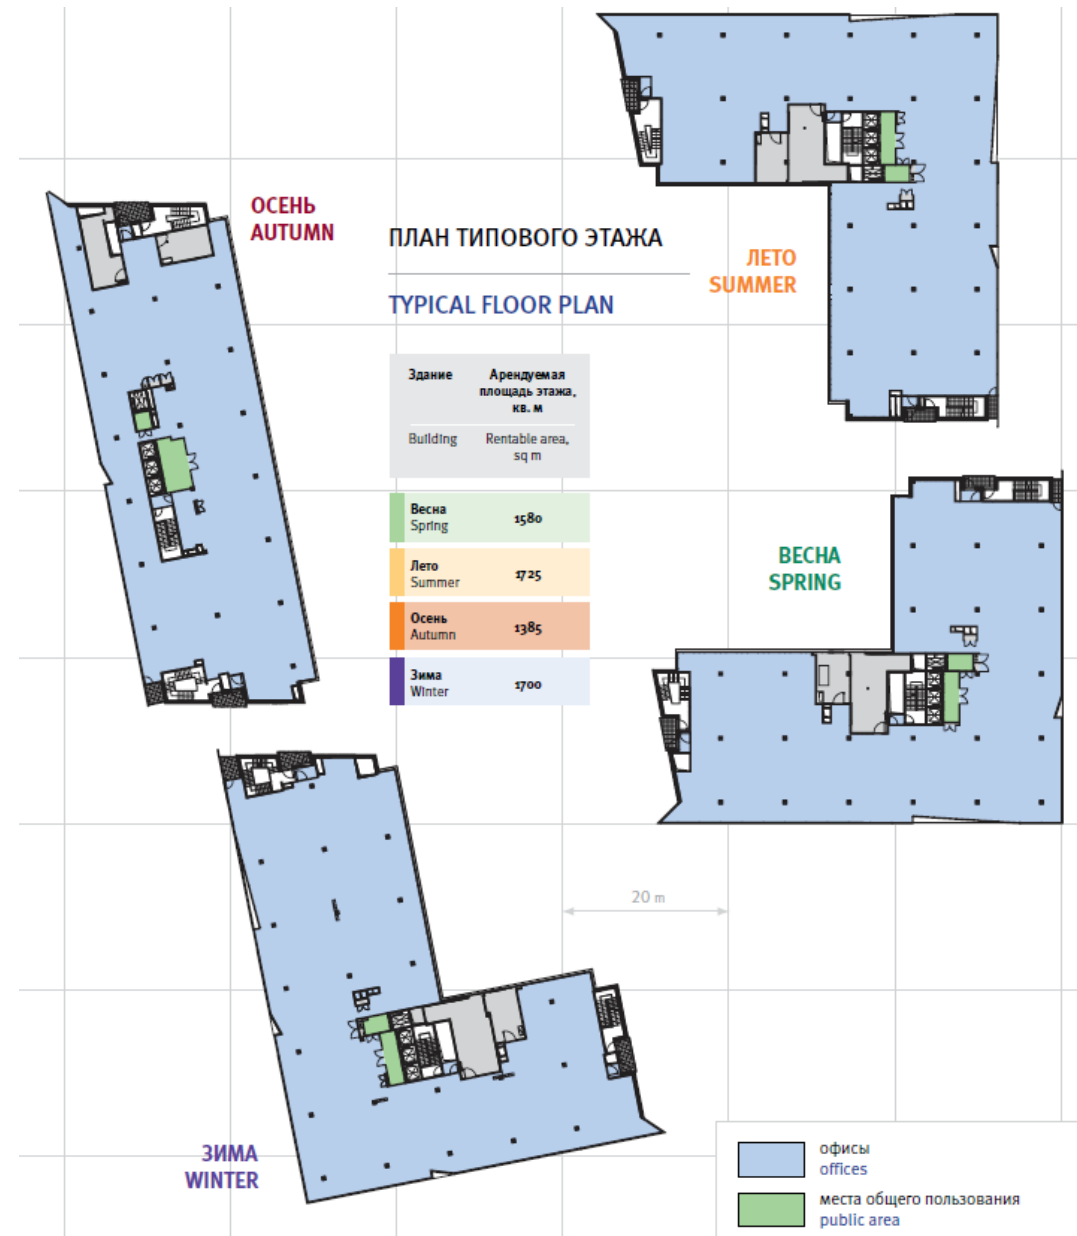 ОСЕНЬ
AUTUMN
ПЛАН ТИПОВОГО ЭТАЖА
TYPICAL FLOOR PLAN
ЛЕТО
SUMMER
Здание
Арендуемая
площадь этажа,
кв. м
Building
Rentable area,
sq m
Весна
Spring
1580
Лето
Summer
1725
Осень
Autumn
1385
Зима
Winter
1700
ВЕСНА
SPRING
20 m
ЗИМА
WINTER
офисы
offices
места общего пользования
public area